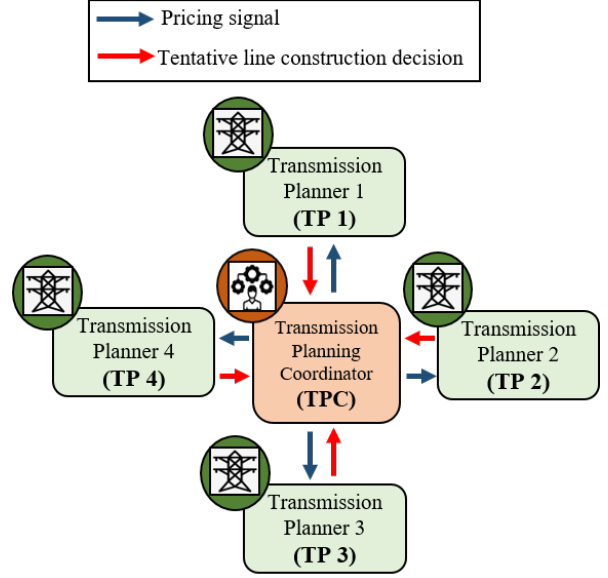 Pricing signal
Tentative line construction decision
Transmission
Planner 1
(TP 1)
Transmission
Planner 4
(TP 4)
Transmission
Planning
Coordinator
(TPC)
Transmission
Planner 2
(TP 2)
Transmission
Planner 3
(TP 3)